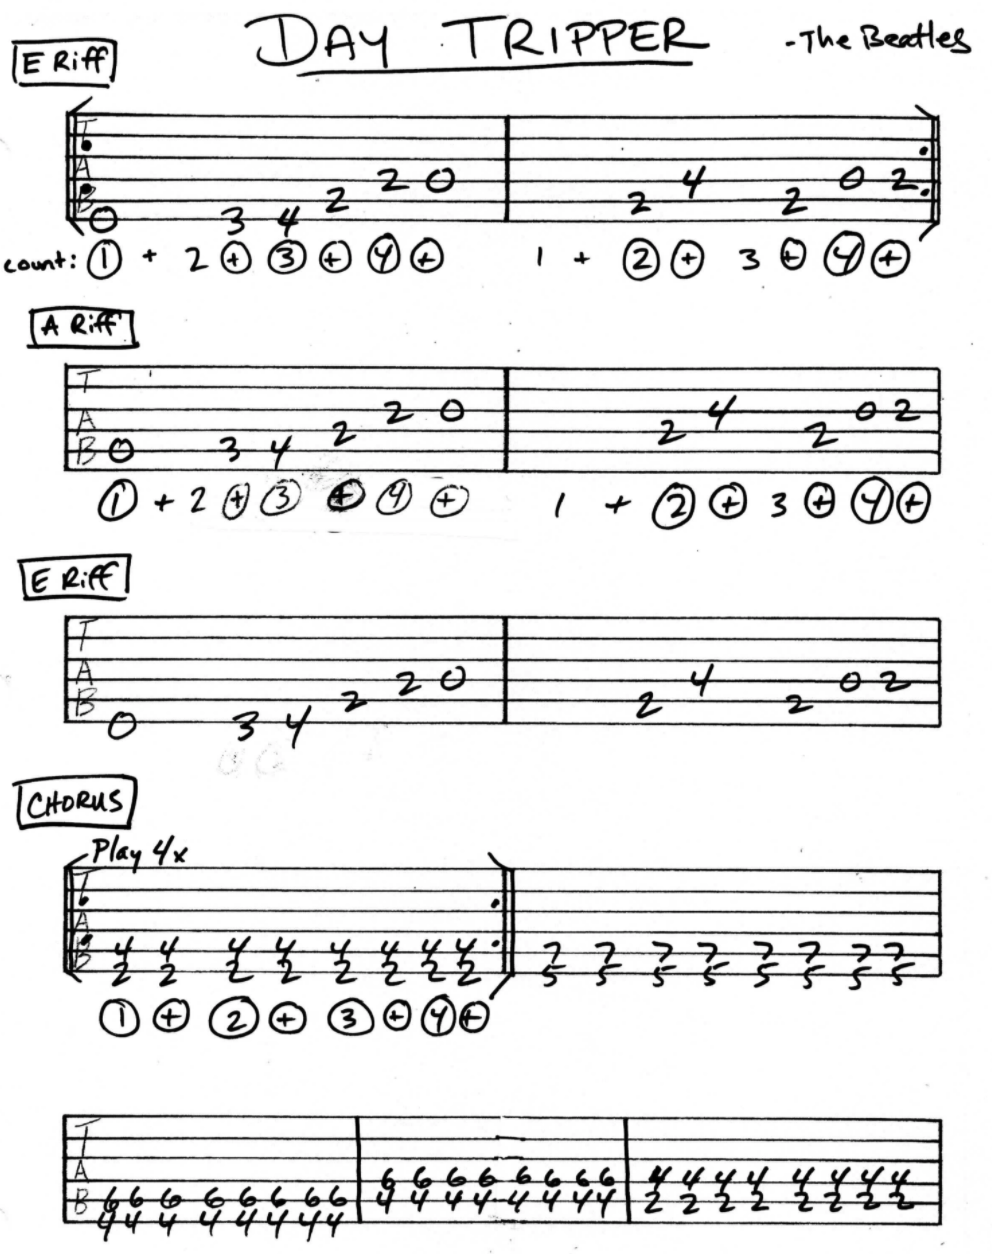 DAY TRIPPER - The Beatles
E Riff
T
A
B
0 3 4 2 2 0 2 4 2 0 2
count: 1 + 2 + 3 + 4 + 1 + 2 + 3 + 4 +
A Riff
T
A
B
0 3 4 2 2 0 2 4 2 0 2
1 + 2 + 3 + 4 + 1 + 2 + 3 + 4 +
E Riff
T
A
B
0 3 4 2 2 0 2 4 2 0 2
CHORUS
Play 4x
T
A
B
4 4 4 4 4 4 4 4 7 7 7 7 7 7 7 7
2 2 2 2 2 2 2 2 5 5 5 5 5 5 5 5
1 + 2 + 3 + 4 +
T
A
B
6 6 6 6 6 6 6 6 4 4 4 4 4 4 4 4
4 4 4 4 4 4 4 4 2 2 2 2 2 2 2 2
6 6 6 6 6 6 6 6
4 4 4 4 4 4 4 4